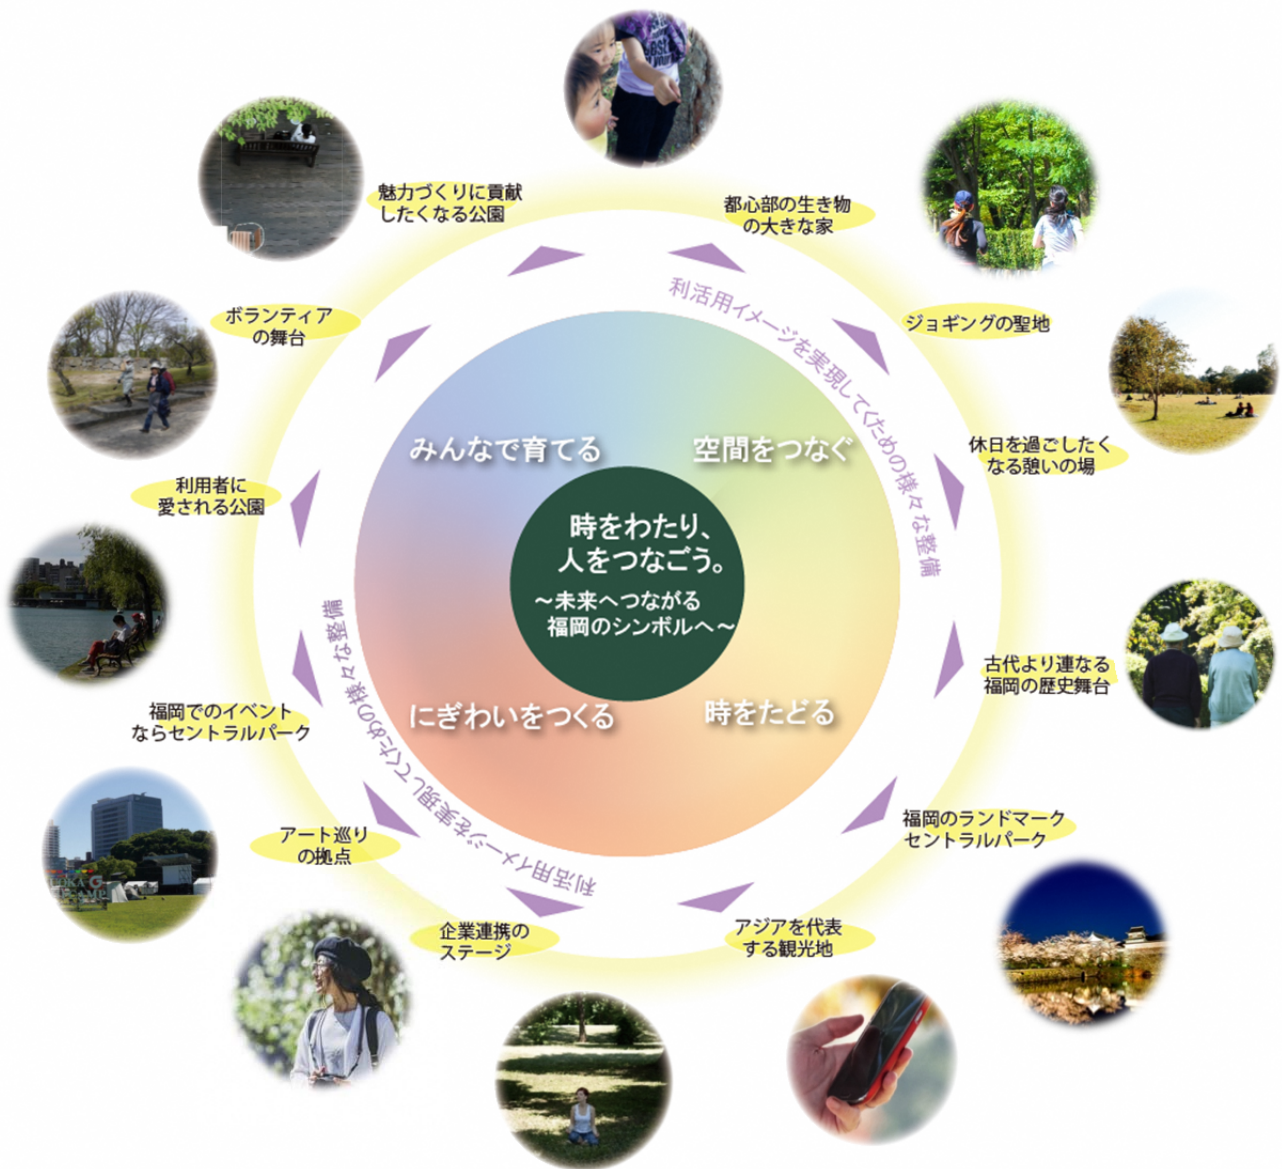 魅力づくりに貢献
したくなる公園
都心部の生き物
の大きな家
ボランティア
の舞台
ジョギングの聖地
利用者に
愛される公園
休日を過ごしたく
なる憩いの場
利活用イメージを実現してくための様々な整備
みんなで育てる
空間をつなぐ
時をわたり、
人をつなごう。
～未来へつながる
福岡のシンボルへ～
にぎわいをつくる
時をたどる
利活用イメージを実現してくための様々な整備
古代より連なる
福岡の歴史舞台
福岡でのイベント
ならセントラルパーク
福岡のランドマーク
セントラルパーク
アート巡り
の拠点
企業連携の
ステージ
アジアを代表
する観光地